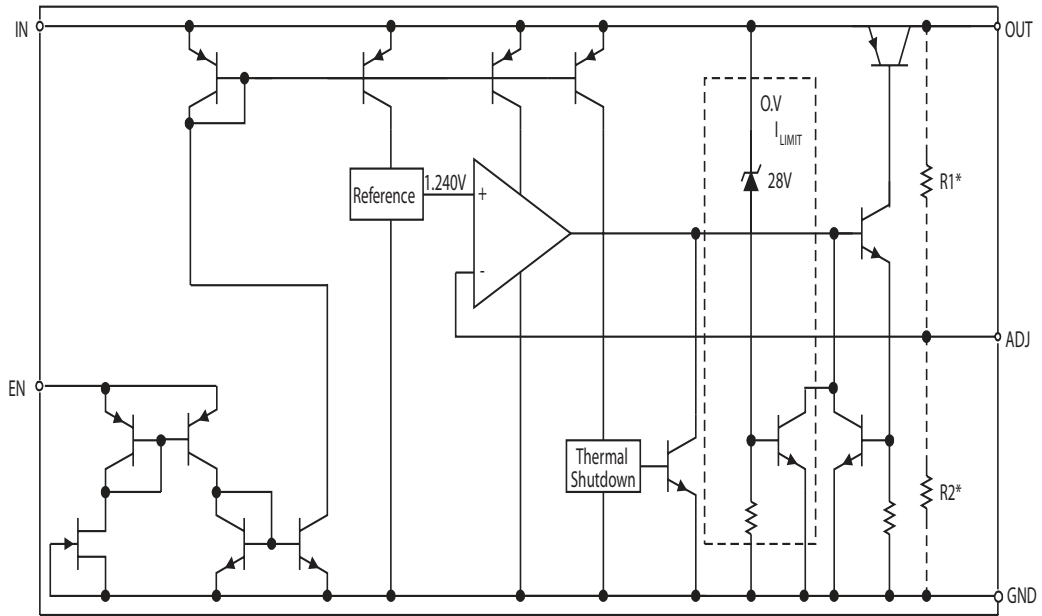 IN
OUT
O.V
I LIMIT
28V
R1*
Reference
1.240V
+
-
ADJ
EN
Thermal
Shutdown
R2*
GND